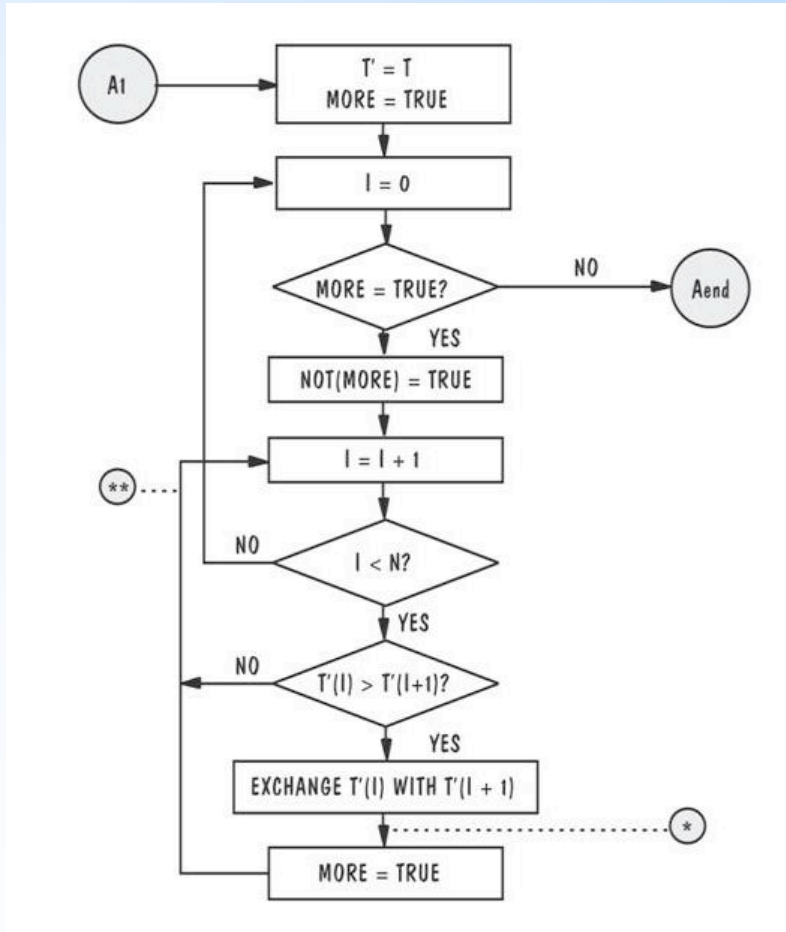 A1
T' = T
MORE = TRUE
I = 0
MORE = TRUE?
NO
Aend
YES
NOT(MORE) = TRUE
I = I + 1
**
NO
I < N?
YES
NO
T'(I) > T'(I+1)?
YES
EXCHANGE T'(I) WITH T'(I + 1)
*
MORE = TRUE